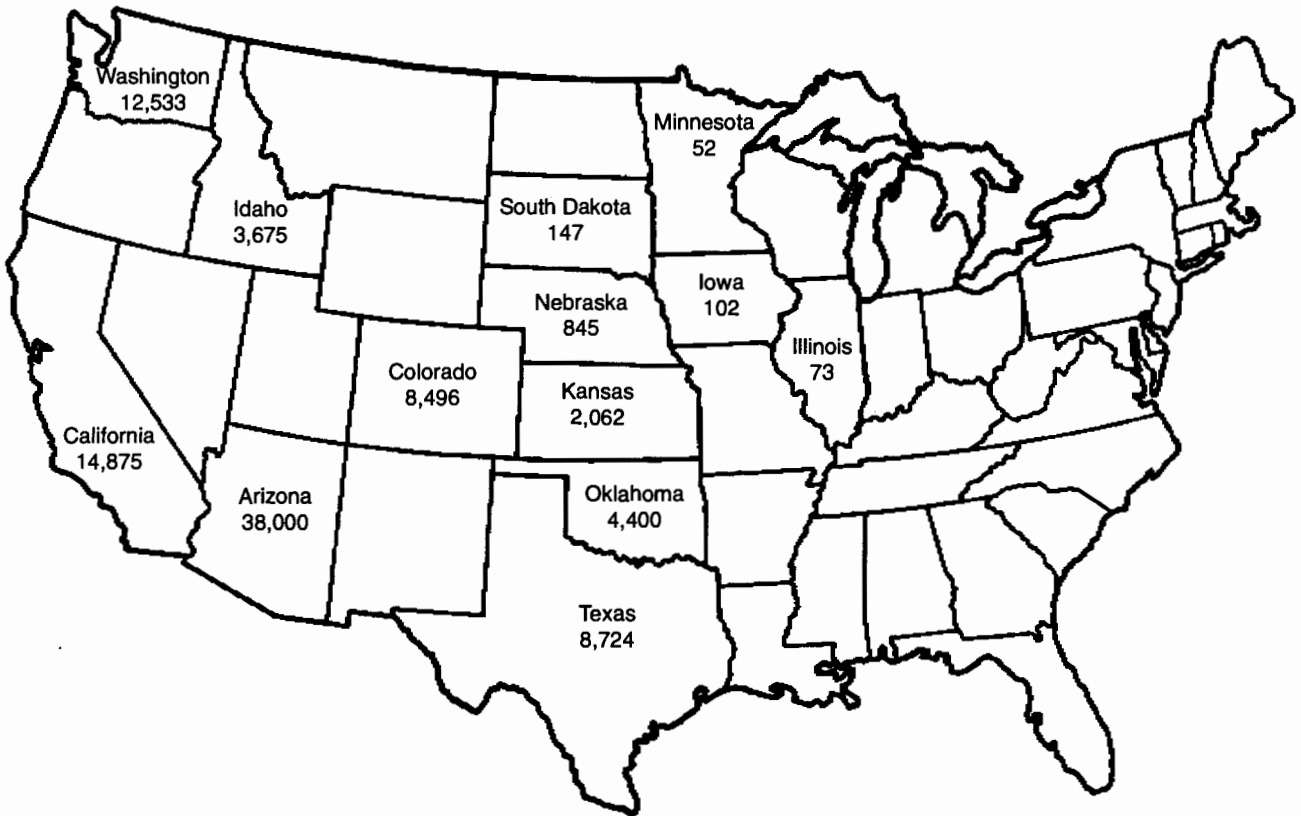 Washington
12,533
Minnesota
52
Idaho
3,675
South Dakota
147
Iowa
102
Nebraska
845
Illinois
73
Colorado
8,496
Kansas
2,062
California
14,875
Arizona
38,000
Oklahoma
4,400
Texas
8,724